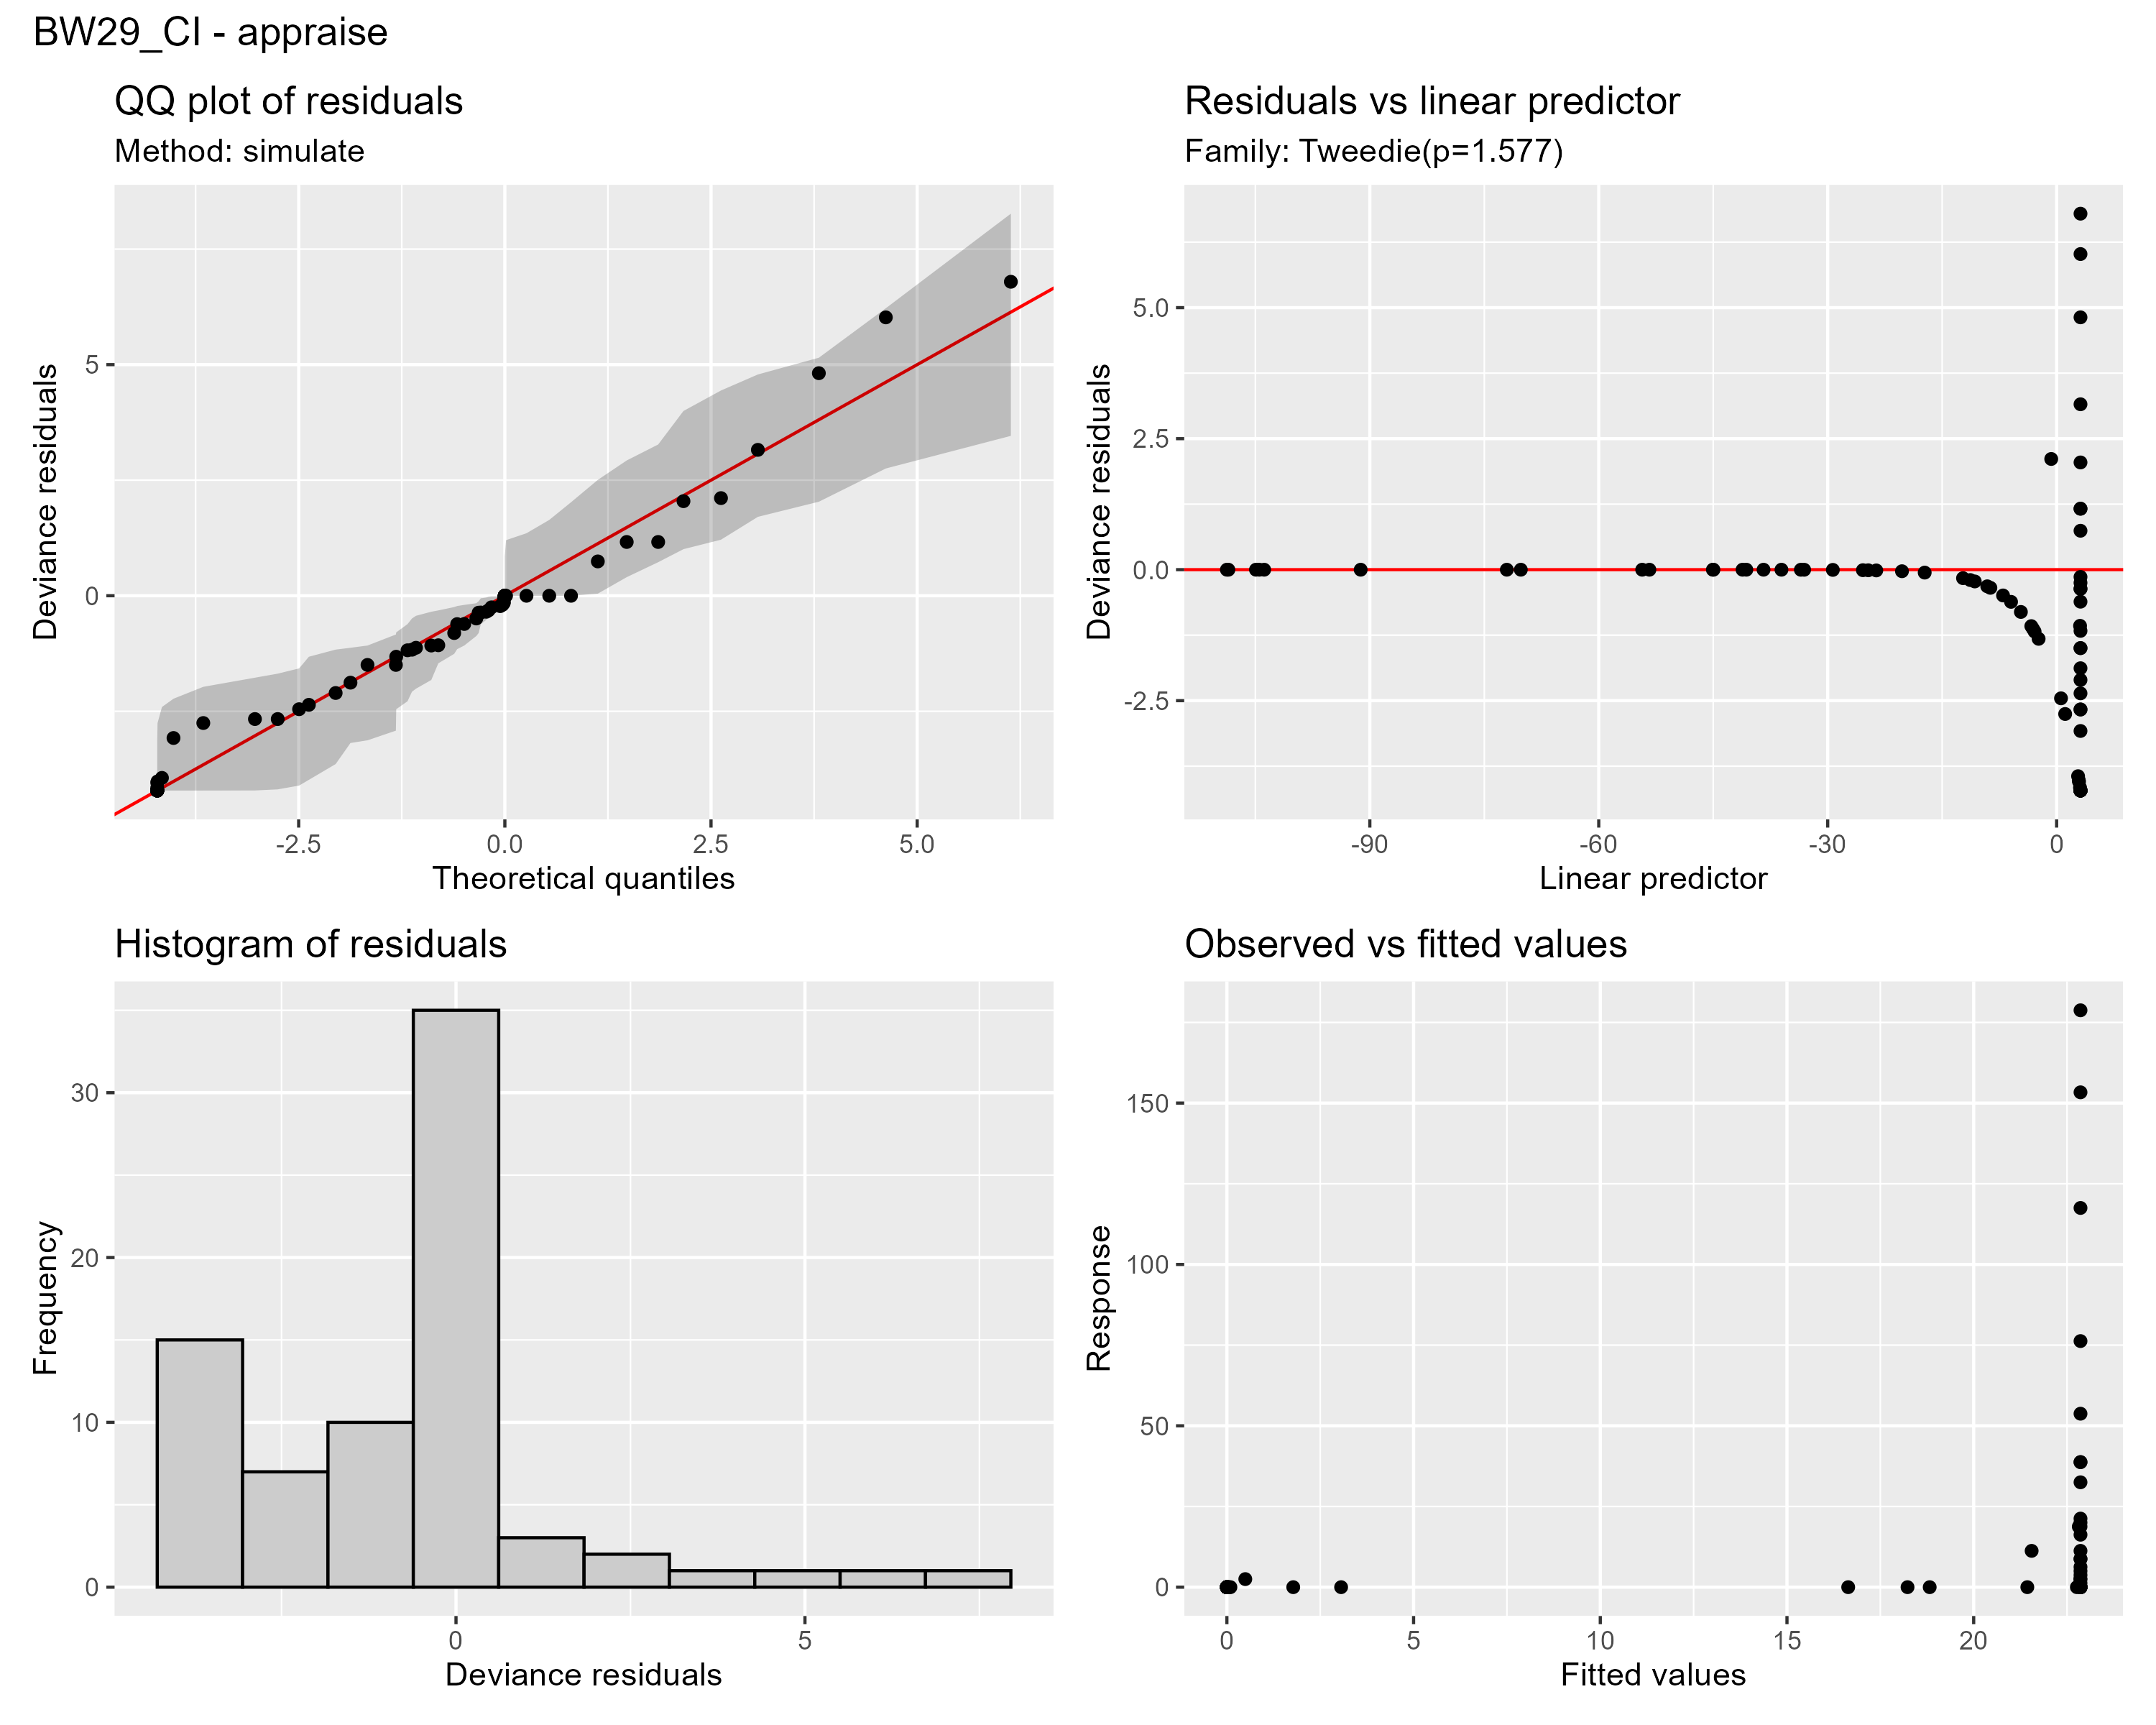 BW29_CI - appraise
QQ plot of residuals
Method: simulate
5
0
-2.5
0.0
2.5
5.0
Deviance residuals
Theoretical quantiles
Residuals vs linear predictor
Family: Tweedie(p=1.577)
5.0
2.5
0.0
-2.5
-90
-60
-30
0
Deviance residuals
Linear predictor
Histogram of residuals
30
20
10
0
0
5
Frequency
Deviance residuals
Observed vs fitted values
150
100
50
0
0
5
10
15
20
Response
Fitted values